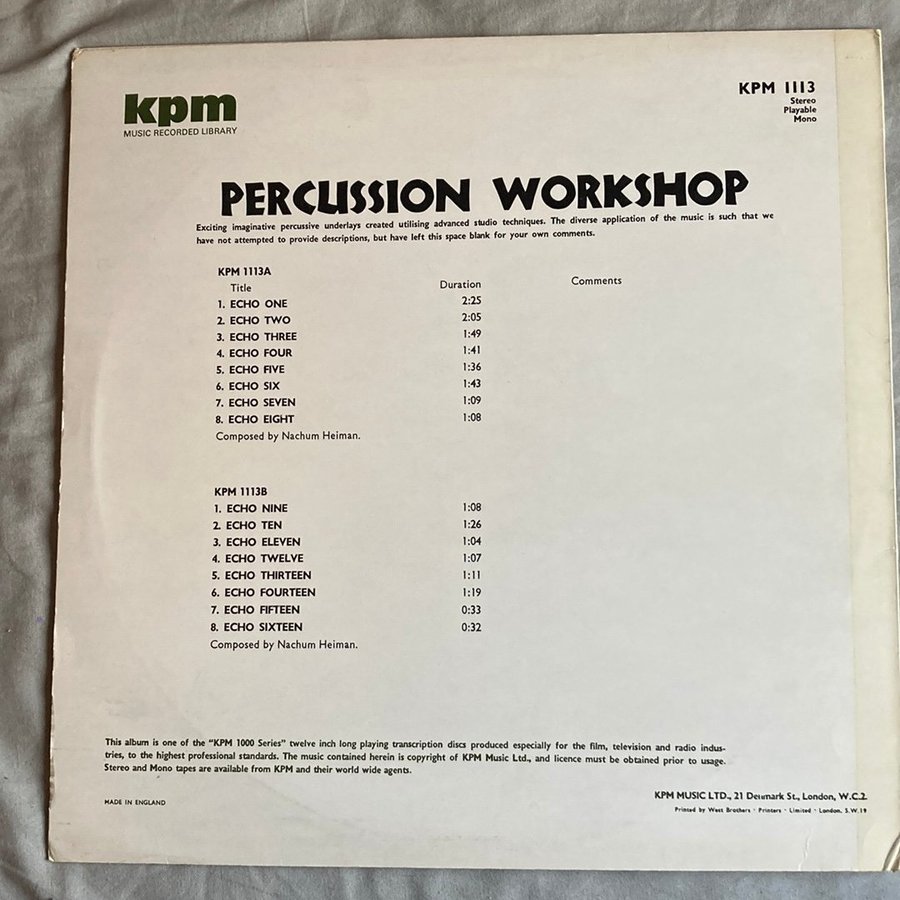 kpm
MUSIC RECORDED LIBRARY
KPM 1113
Stereo
Playable
Mono
PERCUSSION WORKSHOP
Exciting imaginative percussive underlays created utilising advanced studio techniques. The diverse application of the music is such that we
have not attempted to provide descriptions, but have left this space blank for your own comments.
KPM 1113A
Title Duration Comments
1. ECHO ONE 2:25
2. ECHO TWO 2:05
3. ECHO THREE 1:49
4. ECHO FOUR 1:41
5. ECHO FIVE 1:36
6. ECHO SIX 1:43
7. ECHO SEVEN 1:09
8. ECHO EIGHT 1:08
Composed by Nachum Heiman.
KPM 1113B
1. ECHO NINE 1:08
2. ECHO TEN 1:26
3. ECHO ELEVEN 1:04
4. ECHO TWELVE 1:07
5. ECHO THIRTEEN 1:11
6. ECHO FOURTEEN 1:19
7. ECHO FIFTEEN 0:33
8. ECHO SIXTEEN 0:32
Composed by Nachum Heiman.
This album is one of the "KPM 1000 Series" twelve inch long playing transcription discs produced especially for the film, television and radio indus-
tries, to the highest professional standards. The music contained herein is copyright of KPM Music Ltd., and licence must be obtained prior to usage.
Stereo and Mono tapes are available from KPM and their world wide agents.
MADE IN ENGLAND
KPM MUSIC LTD., 21 Denmark St., London, W.C.2.
Printed by West Brothers · Printers · Limited · London, S.W.19